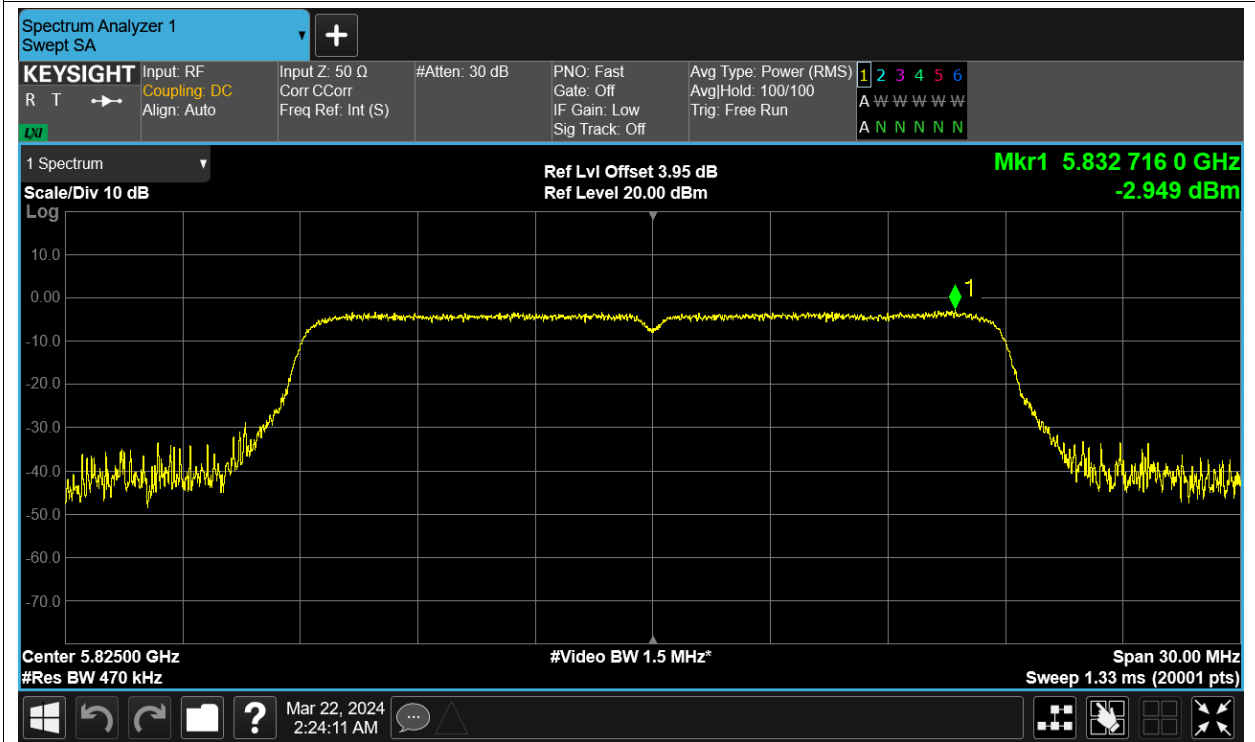 Spectrum Analyzer 1
Swept SA
+
KEYSIGHT
R T
LXI
Input: RF
Coupling: DC
Align: Auto
Input Z: 50 Ω
Corr CCorr
Freq Ref: Int (S)
#Atten: 30 dB
PNO: Fast
Gate: Off
IF Gain: Low
Sig Track: Off
Avg Type: Power (RMS)
Avg|Hold: 100/100
Trig: Free Run
1 2 3 4 5 6
A W W W W W
A N N N N N
1 Spectrum
Scale/Div 10 dB
Log
Ref Lvl Offset 3.95 dB
Ref Level 20.00 dBm
Mkr1 5.832 716 0 GHz
-2.949 dBm
10.0
0.00
-10.0
-20.0
-30.0
-40.0
-50.0
-60.0
-70.0
1
Center 5.82500 GHz
#Res BW 470 kHz
#Video BW 1.5 MHz*
Span 30.00 MHz
Sweep 1.33 ms (20001 pts)
?
Mar 22, 2024
2:24:11 AM